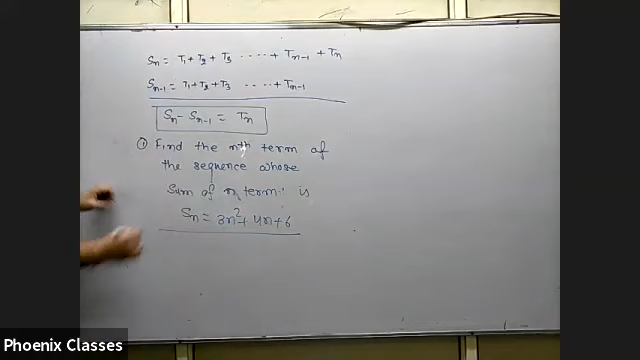 Sn = T1 + T2 + T3 ..... + Tn-1 + Tn
Sn-1 = T1 + T2 + T3 ..... + Tn-1
Sn - Sn-1 = Tn
① Find the nth term of
the sequence whose
Sum of n term is
Sn = 3n² + 4n + 6
Phoenix Classes